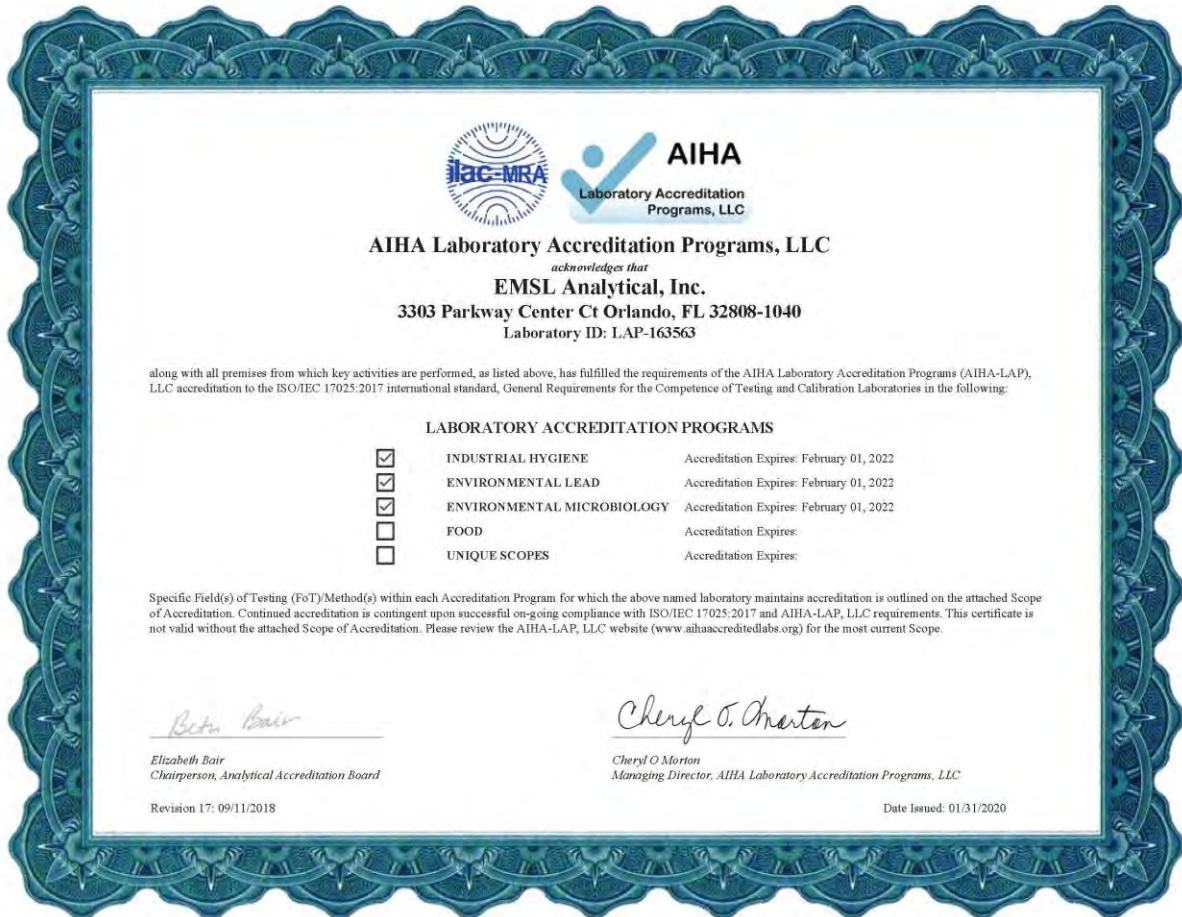 ilac-MRA
AIHA
Laboratory Accreditation
Programs, LLC
AIHA Laboratory Accreditation Programs, LLC
acknowledges that
EMSL Analytical, Inc.
3303 Parkway Center Ct Orlando, FL 32808-1040
Laboratory ID: LAP-163563
along with all premises from which key activities are performed, as listed above, has fulfilled the requirements of the AIHA Laboratory Accreditation Programs (AIHA-LAP),
LLC accreditation to the ISO/IEC 17025:2017 international standard, General Requirements for the Competence of Testing and Calibration Laboratories in the following:
LABORATORY ACCREDITATION PROGRAMS
INDUSTRIAL HYGIENE Accreditation Expires: February 01, 2022
ENVIRONMENTAL LEAD Accreditation Expires: February 01, 2022
ENVIRONMENTAL MICROBIOLOGY Accreditation Expires: February 01, 2022
FOOD Accreditation Expires:
UNIQUE SCOPES Accreditation Expires:
Specific Field(s) of Testing (FoT)/Method(s) within each Accreditation Program for which the above named laboratory maintains accreditation is outlined on the attached Scope
of Accreditation. Continued accreditation is contingent upon successful on-going compliance with ISO/IEC 17025:2017 and AIHA-LAP, LLC requirements. This certificate is
not valid without the attached Scope of Accreditation. Please review the AIHA-LAP, LLC website (www.aihaaccreditedlabs.org) for the most current Scope.
Beth Bair
Cheryl O. Morton
Elizabeth Bair
Chairperson, Analytical Accreditation Board
Cheryl O Morton
Managing Director, AIHA Laboratory Accreditation Programs, LLC
Revision 17: 09/11/2018
Date Issued: 01/31/2020